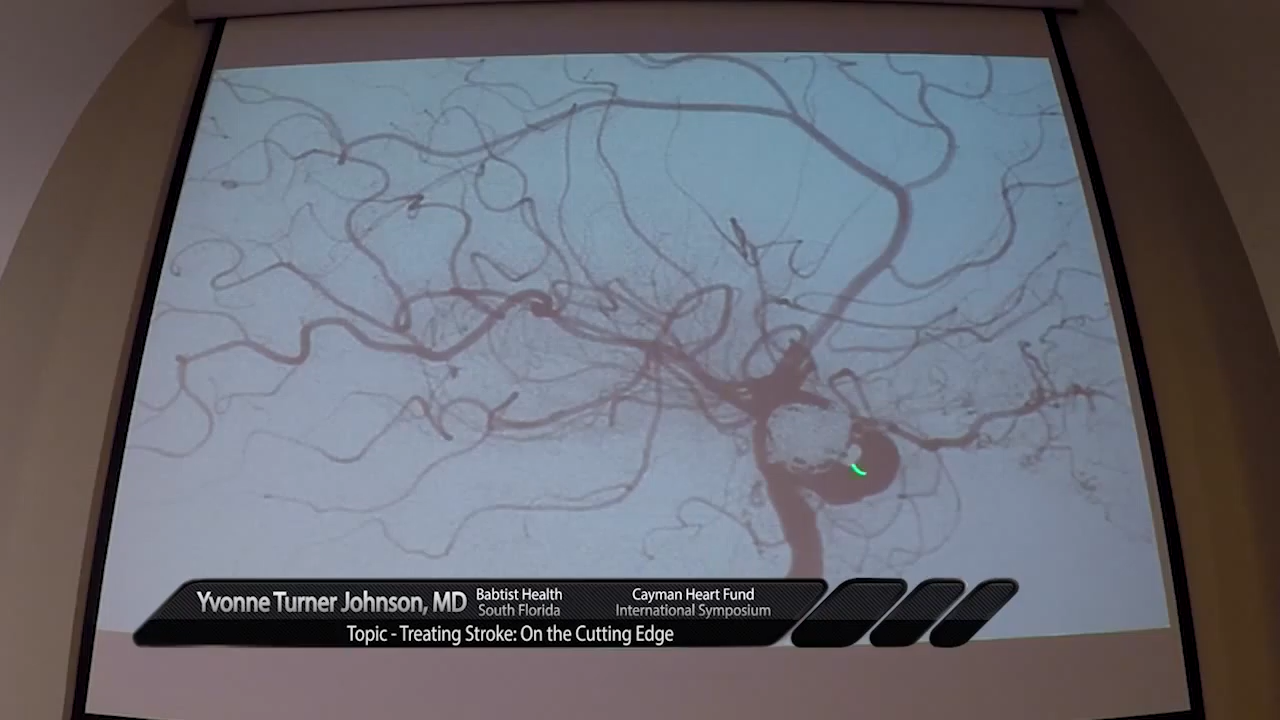 Yvonne Turner Johnson, MD
Babtist Health
South Florida
Cayman Heart Fund
International Symposium
Topic - Treating Stroke: On the Cutting Edge